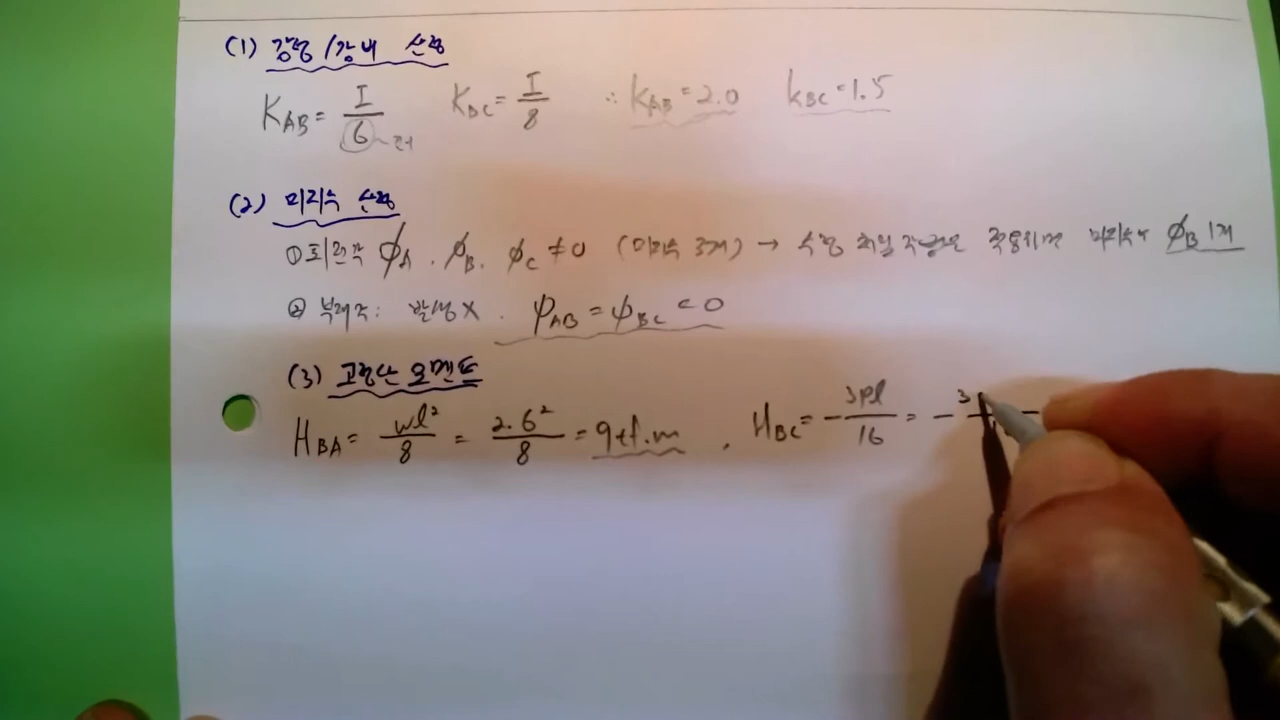 (1) 강성/강비 산정
K_AB = I/6 K_BC = I/8 ∴ k_AB = 2.0 k_BC = 1.5
(2) 미지수 산정
① 회전각 φ_A, φ_B, φ_C ≠ 0 (미지수 3개) → 수정 처짐각법 적용하면 미지수 φ_B 1개
② 부재각: 발생X. ψ_AB = ψ_BC = 0
(3) 고정단 모멘트
H_BA = wl²/8 = 2·6²/8 = 9tf.m, H_BC = -3Pl/16 = - 3